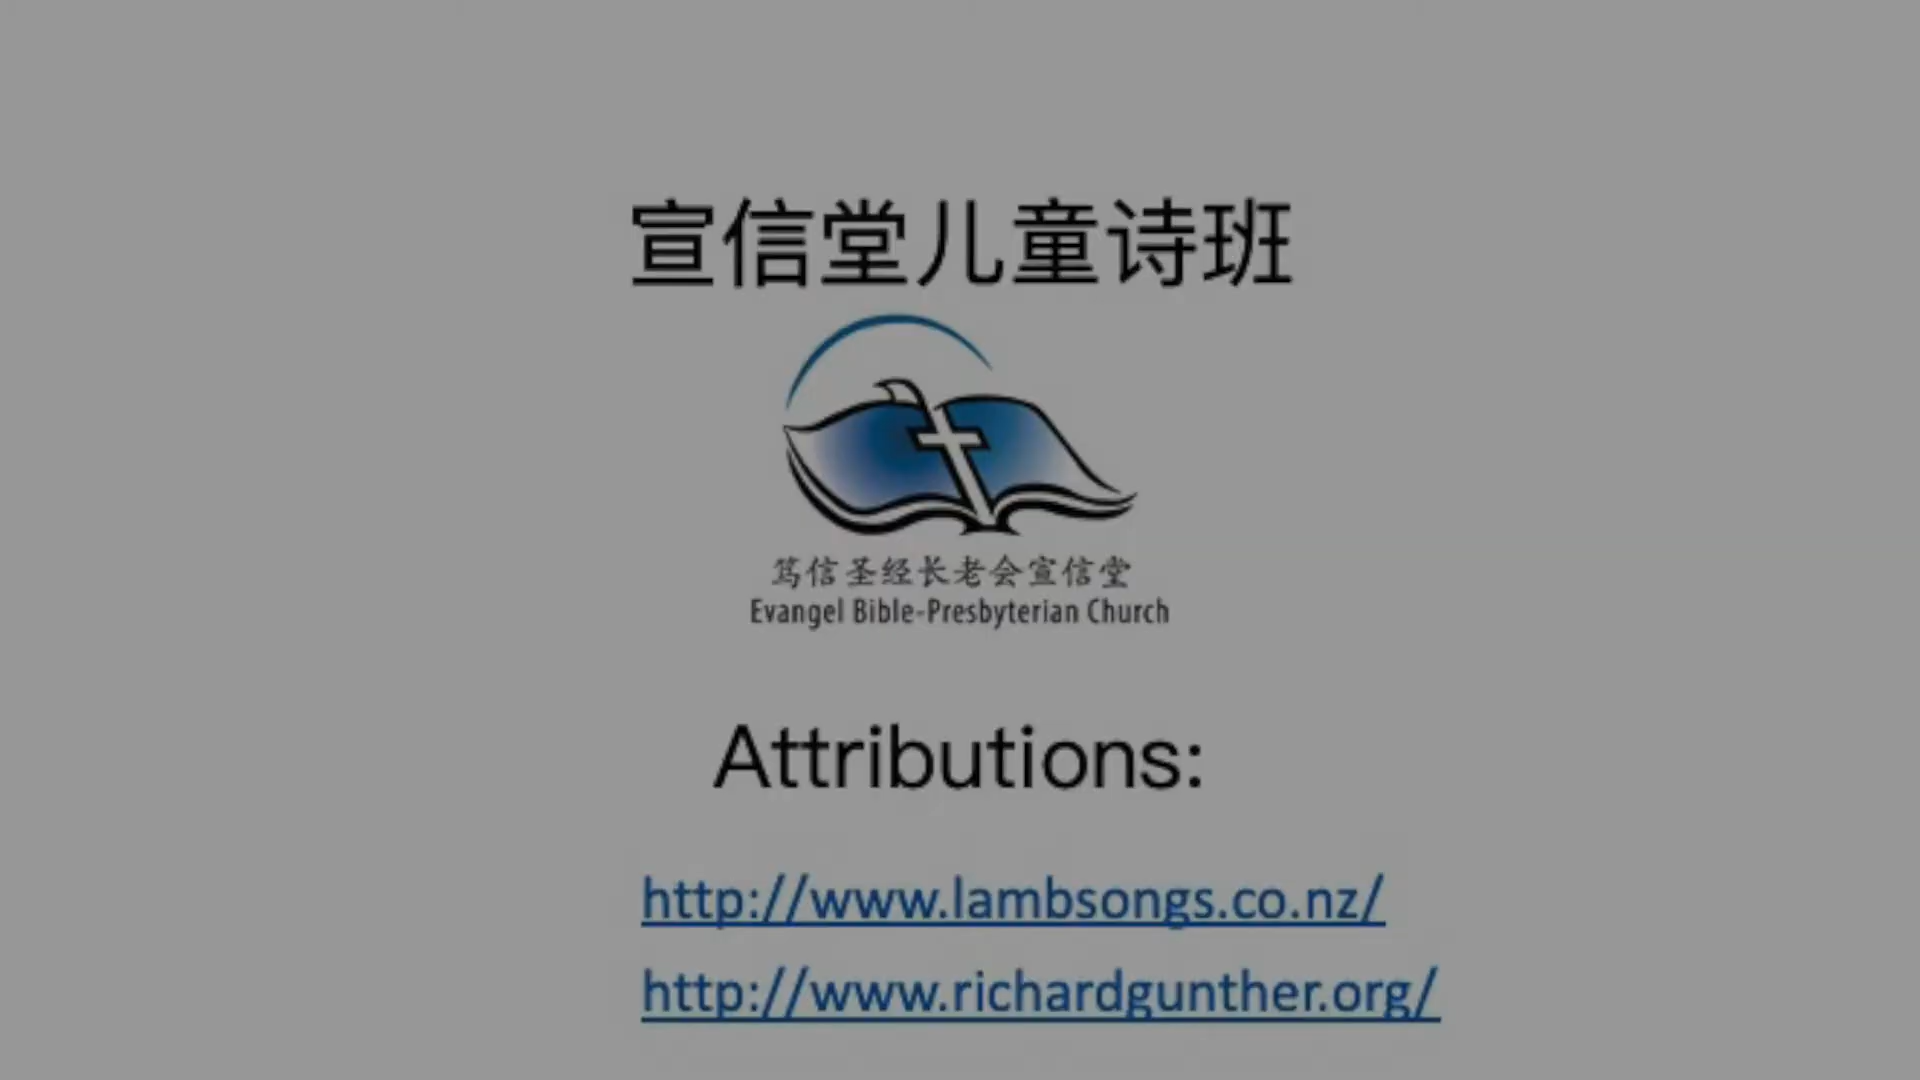 宣信堂儿童诗班
笃信圣经长老会宣信堂
Evangel Bible-Presbyterian Church
Attributions:
http://www.lambsongs.co.nz/
http://www.richardgunther.org/